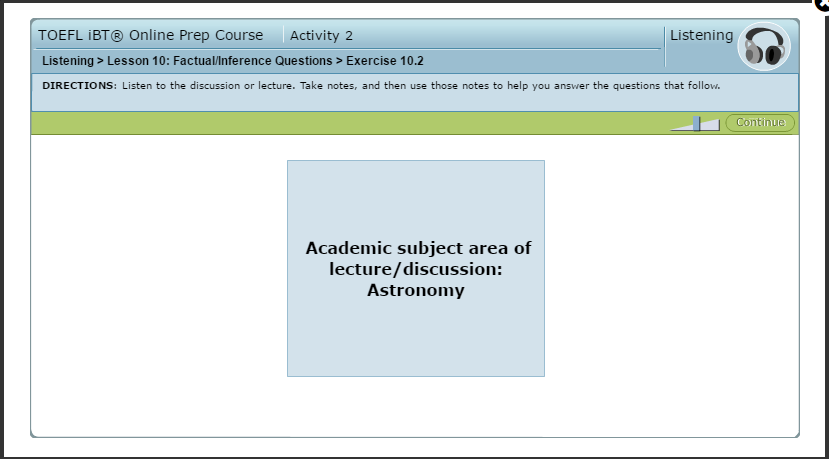 TOEFL iBT® Online Prep Course Activity 2 Listening
Listening > Lesson 10: Factual/Inference Questions > Exercise 10.2
DIRECTIONS: Listen to the discussion or lecture. Take notes, and then use those notes to help you answer the questions that follow.
Continue
Academic subject area of
lecture/discussion:
Astronomy